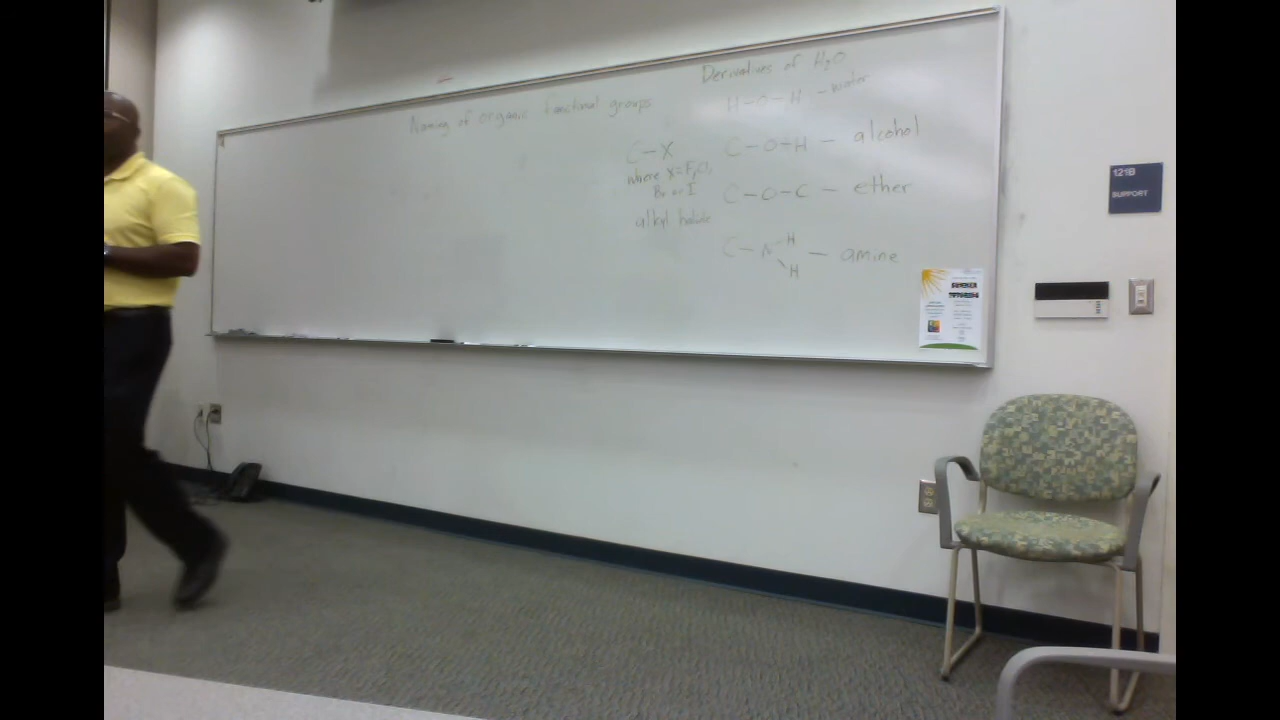 Naming of organic functional groups
C-X
where X=F, Cl,
Br or I
alkyl halide
Derivatives of H₂O
H-O-H - water
C-O-H - alcohol
C-O-C - ether
C-N-H - amine
H
121B
SUPPORT